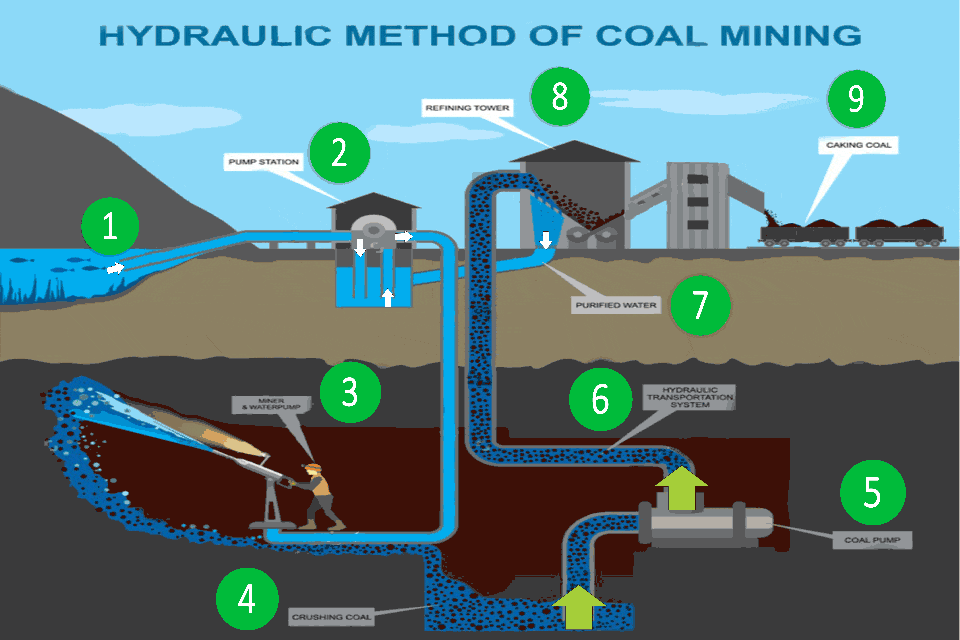 HYDRAULIC METHOD OF COAL MINING
1
2
PUMP STATION
REFINING TOWER
8
9
CAKING COAL
PURIFIED WATER
7
3
MINER
& WATERPUMP
6
HYDRAULIC
TRANSPORTATION
SYSTEM
5
COAL PUMP
4
CRUSHING COAL